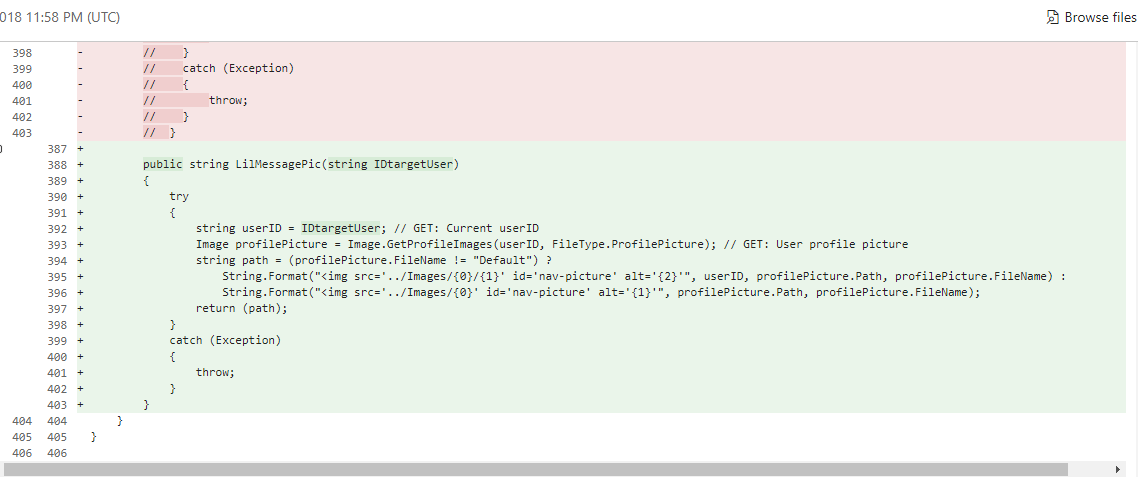 018 11:58 PM (UTC) Browse files
398 - // }
399 - // catch (Exception)
400 - // {
401 - // throw;
402 - // }
403 - // }
387 +
388 + public string LilMessagePic(string IDtargetUser)
389 + {
390 + try
391 + {
392 + string userID = IDtargetUser; // GET: Current userID
393 + Image profilePicture = Image.GetProfileImages(userID, FileType.ProfilePicture); // GET: User profile picture
394 + string path = (profilePicture.FileName != "Default") ?
395 + String.Format("<img src='../Images/{0}/{1}' id='nav-picture' alt='{2}'", userID, profilePicture.Path, profilePicture.FileName) :
396 + String.Format("<img src='../Images/{0}' id='nav-picture' alt='{1}'", profilePicture.Path, profilePicture.FileName);
397 + return (path);
398 + }
399 + catch (Exception)
400 + {
401 + throw;
402 + }
403 + }
404 404 }
405 405 }
406 406